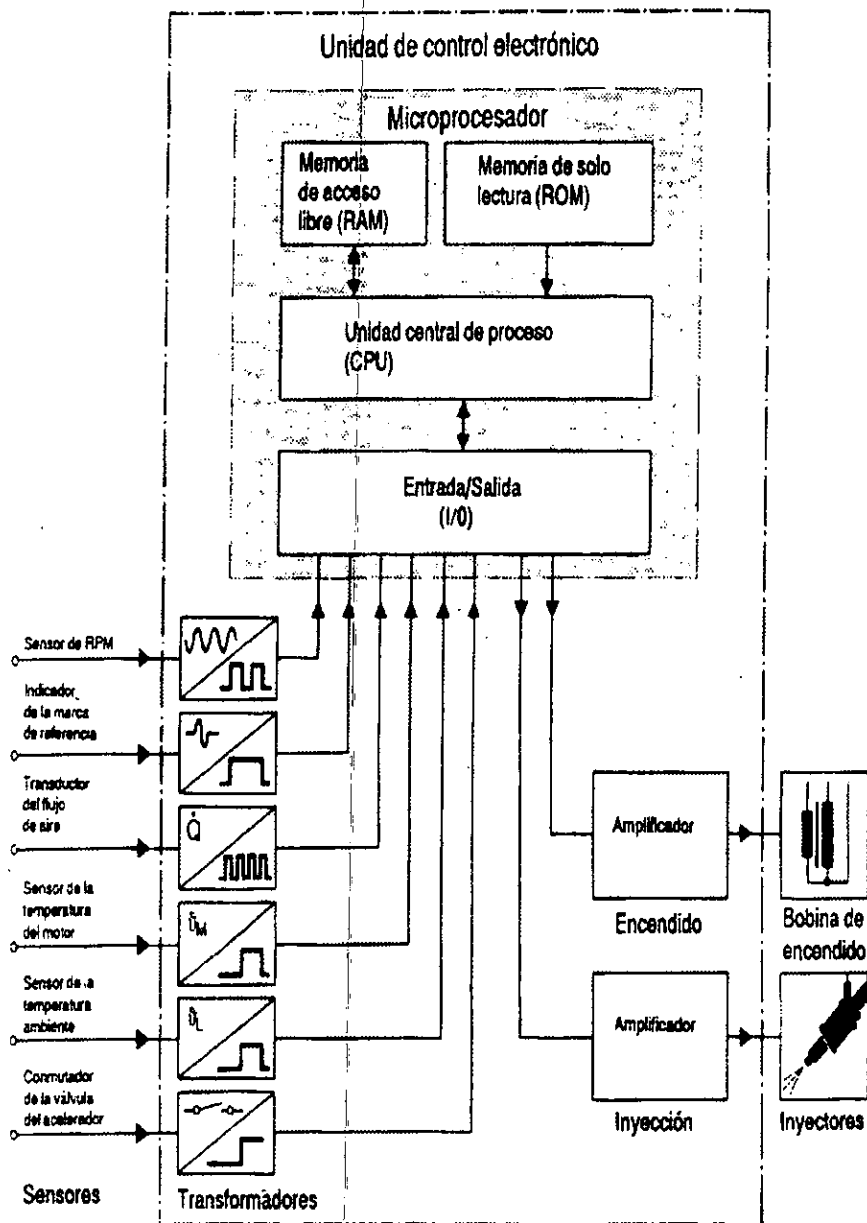 Unidad de control electrónico
Microprocesador
Memoria
de acceso
libre (RAM)
Memoria de solo
lectura (ROM)
Unidad central de proceso
(CPU)
Entrada/Salida
(I/0)
Sensor de RPM
Indicador
de la marca
de referencia
Transductor
del flujo
de aire
Q̇
Sensor de la
temperatura
del motor
ϑM
Sensor de la
temperatura
ambiente
ϑL
Conmutador
de la válvula
del acelerador
Sensores
Transformadores
Amplificador
Encendido
Bobina de
encendido
Amplificador
Inyección
Inyectores